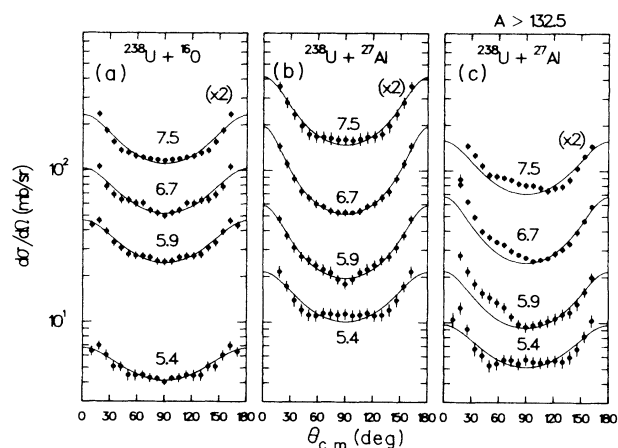 A > 132.5
(a) ²³⁸U + ¹⁶O
(x2)
7.5
6.7
5.9
5.4
(b) ²³⁸U + ²⁷Al
(x2)
7.5
6.7
5.9
5.4
(c) ²³⁸U + ²⁷Al
(x2)
7.5
6.7
5.9
5.4
dσ/dΩ (mb/sr)
10²
10¹
0 30 60 90 120 150 180
0 30 60 90 120 150 180
0 30 60 90 120 150 180
θc.m. (deg)